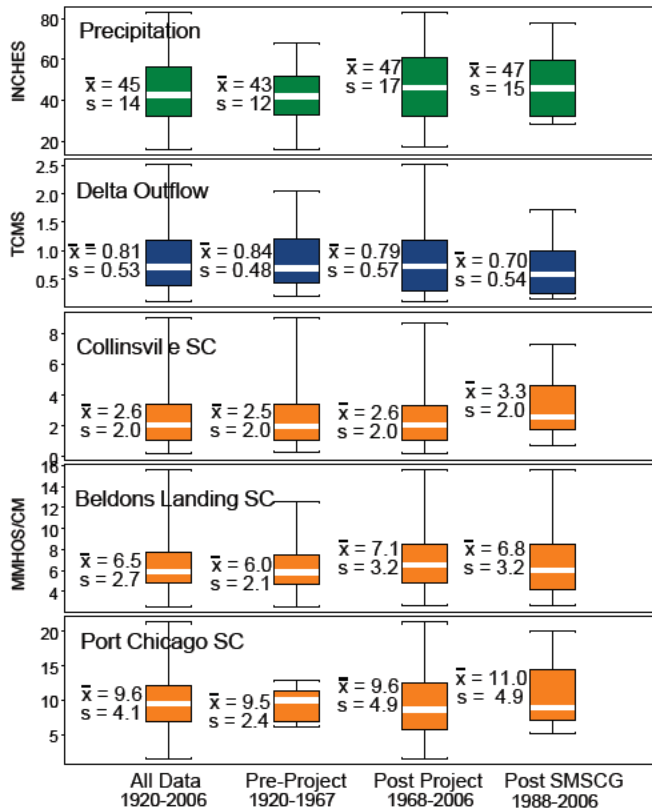 Precipitation
INCHES
80
60
40
20
x̄ = 45
s = 14
x̄ = 43
s = 12
x̄ = 47
s = 17
x̄ = 47
s = 15
Delta Outflow
TCMS
2.5
2.0
1.5
1.0
0.5
x̄ = 0.81
s = 0.53
x̄ = 0.84
s = 0.48
x̄ = 0.79
s = 0.57
x̄ = 0.70
s = 0.54
Collinsville SC
8
6
4
2
0
x̄ = 2.6
s = 2.0
x̄ = 2.5
s = 2.0
x̄ = 2.6
s = 2.0
x̄ = 3.3
s = 2.0
Beldons Landing SC
MMHOS/CM
16
14
12
10
8
6
4
x̄ = 6.5
s = 2.7
x̄ = 6.0
s = 2.1
x̄ = 7.1
s = 3.2
x̄ = 6.8
s = 3.2
Port Chicago SC
20
15
10
5
x̄ = 9.6
s = 4.1
x̄ = 9.5
s = 2.4
x̄ = 9.6
s = 4.9
x̄ = 11.0
s = 4.9
All Data
1920-2006
Pre-Project
1920-1967
Post Project
1968-2006
Post SMSCG
1988-2006